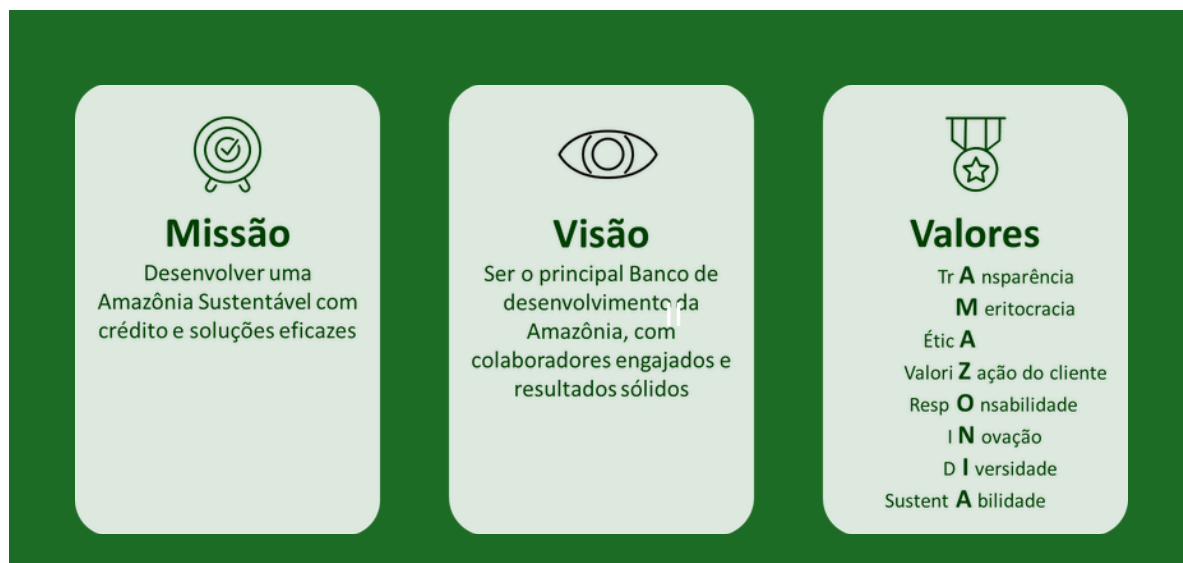 Missão
Desenvolver uma
Amazônia Sustentável com
crédito e soluções eficazes
Visão
Ser o principal Banco de
desenvolvimento da
Amazônia, com
colaboradores engajados e
resultados sólidos
Valores
Tr A nsparência
M eritocracia
Étic A
Valori Z ação do cliente
Resp O nsabilidade
I N ovação
D I versidade
Sustent A bilidade